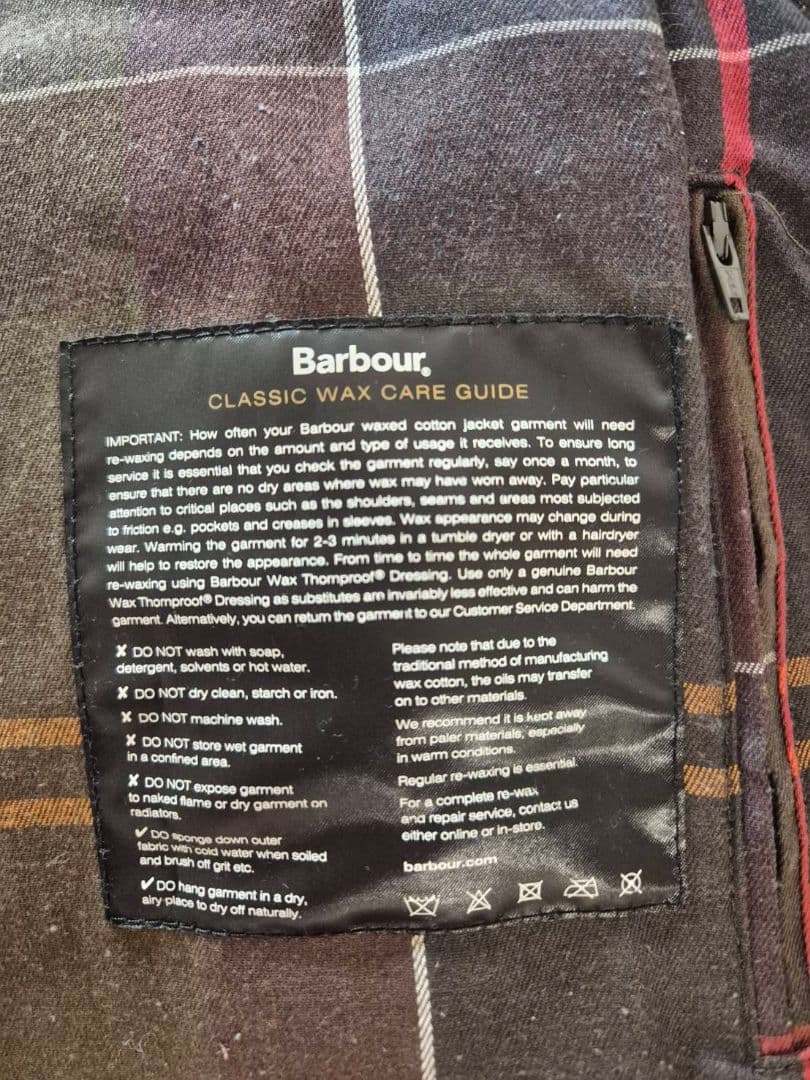 Barbour®
CLASSIC WAX CARE GUIDE
IMPORTANT: How often your Barbour waxed cotton jacket garment will need
re-waxing depends on the amount and type of usage it receives. To ensure long
service it is essential that you check the garment regularly, say once a month, to
ensure that there are no dry areas where wax may have worn away. Pay particular
attention to critical places such as the shoulders, seams and areas most subjected
to friction e.g. pockets and creases in sleeves. Wax appearance may change during
wear. Warming the garment for 2-3 minutes in a tumble dryer or with a hairdryer
will help to restore the appearance. From time to time the whole garment will need
re-waxing using Barbour Wax Thornproof® Dressing. Use only a genuine Barbour
Wax Thornproof® Dressing as substitutes are invariably less effective and can harm the
garment. Alternatively, you can return the garment to our Customer Service Department.
✘ DO NOT wash with soap,
detergent, solvents or hot water.
✘ DO NOT dry clean, starch or iron.
✘ DO NOT machine wash.
✘ DO NOT store wet garment
in a confined area.
✘ DO NOT expose garment
to naked flame or dry garment on
radiators.
✔ DO sponge down outer
fabric with cold water when soiled
and brush off grit etc.
✔ DO hang garment in a dry,
airy place to dry off naturally.
Please note that due to the
traditional method of manufacturing
wax cotton, the oils may transfer
on to other materials.
We recommend it is kept away
from paler materials, especially
in warm conditions.
Regular re-waxing is essential.
For a complete re-wax
and repair service, contact us
either online or in-store.
barbour.com